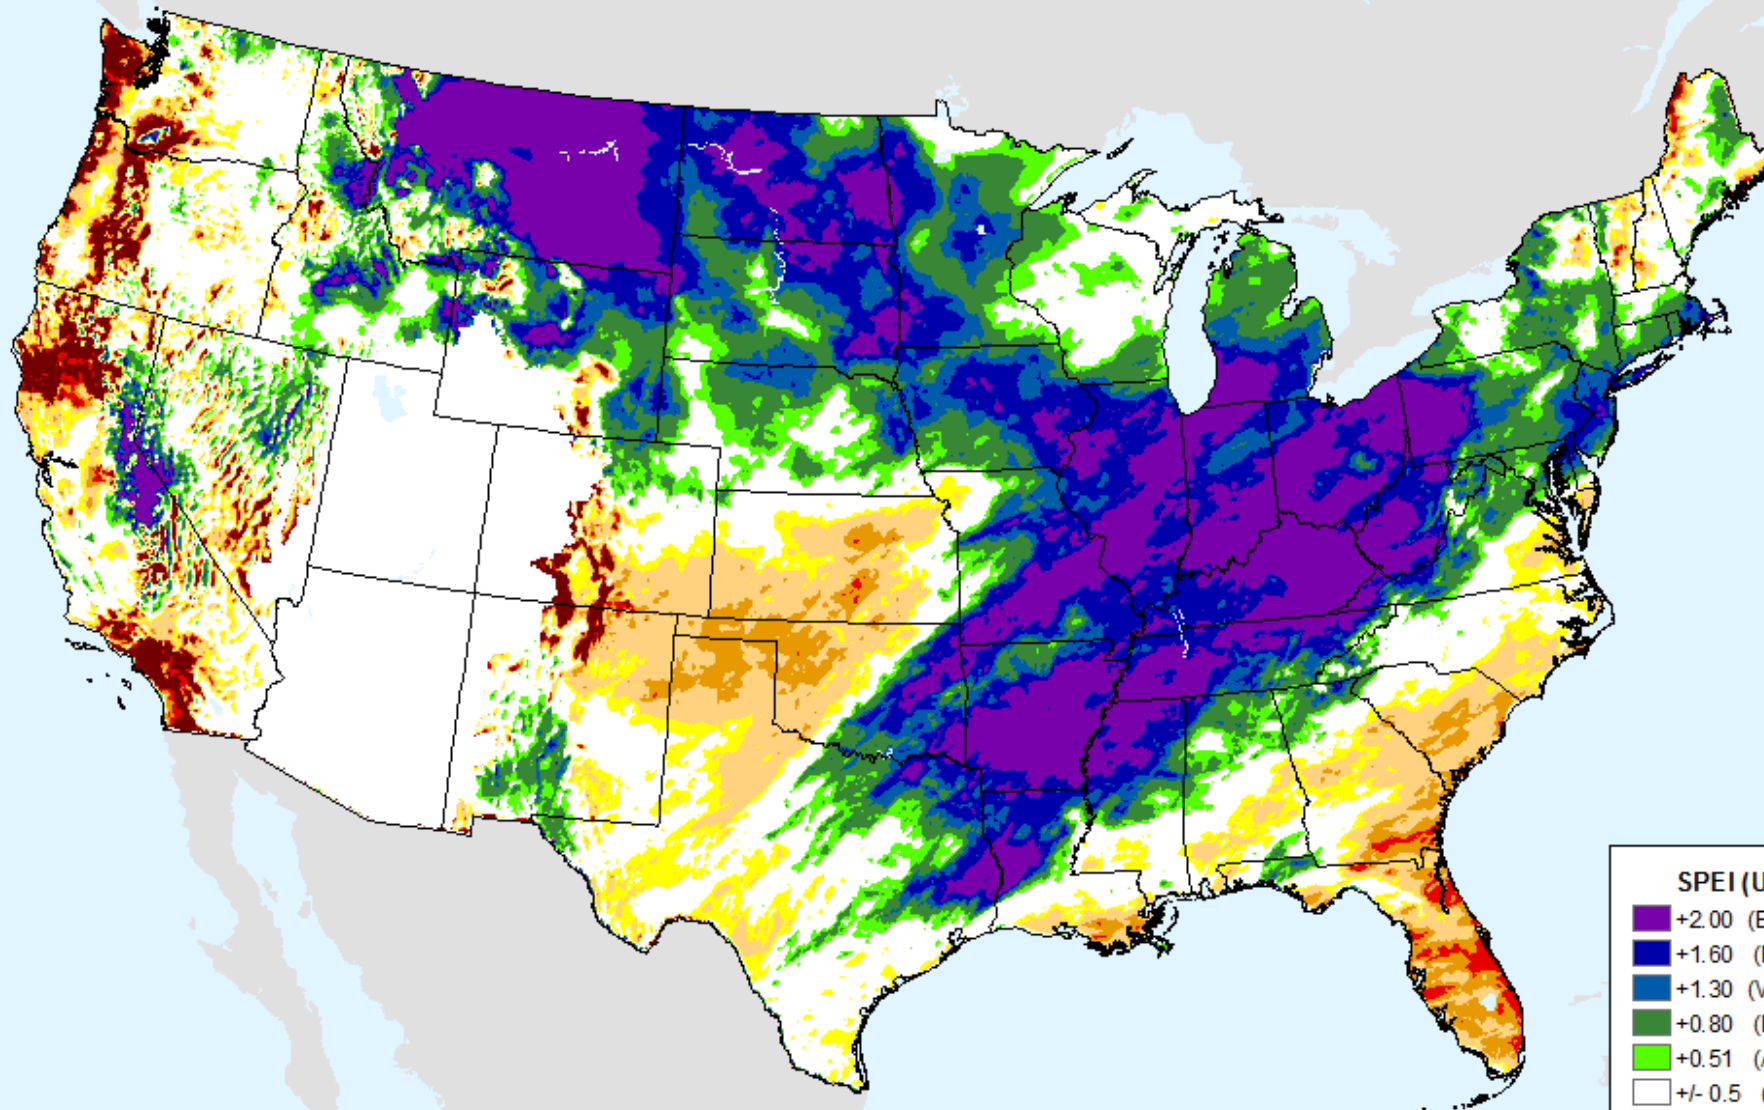 SPEI (U
+2.00 (E
+1.60 (
+1.30 (V
+0.80 (
+0.51 (
+/- 0.5 (